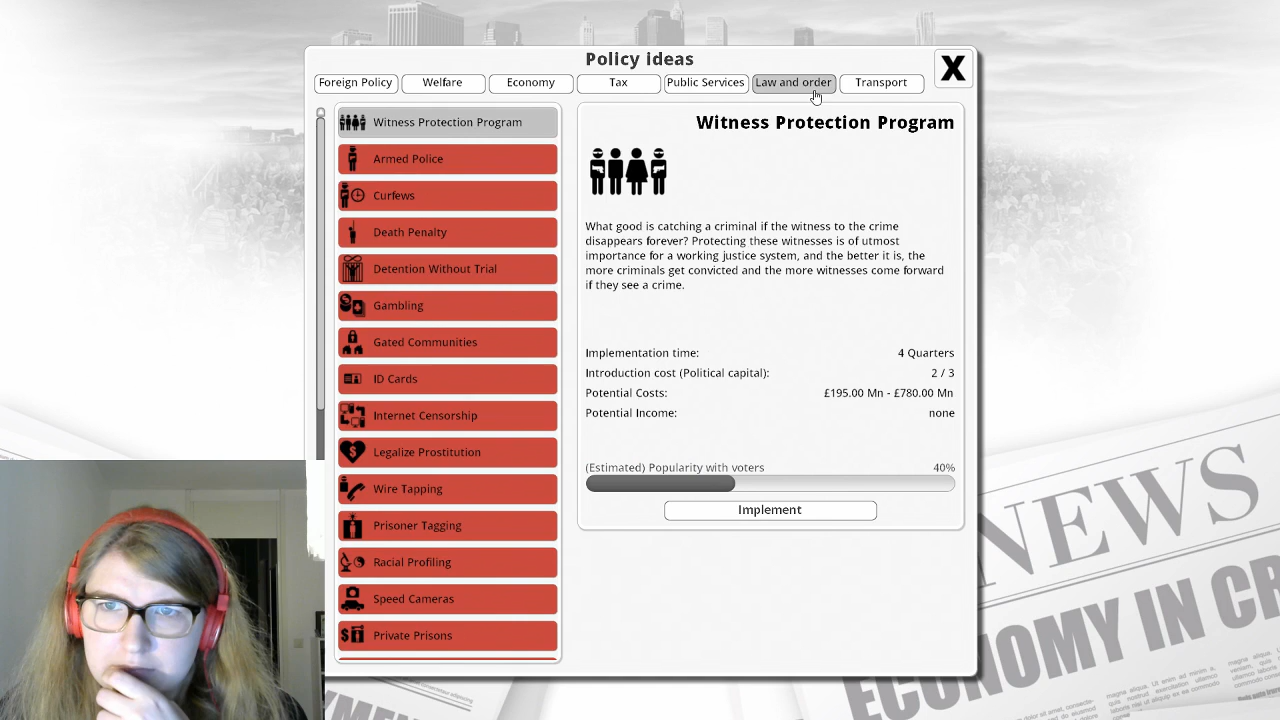 Policy ideas
X
Foreign Policy
Welfare
Economy
Tax
Public Services
Law and order
Transport
Witness Protection Program
Armed Police
Curfews
Death Penalty
Detention Without Trial
Gambling
Gated Communities
ID Cards
Internet Censorship
Legalize Prostitution
Wire Tapping
Prisoner Tagging
Racial Profiling
Speed Cameras
Private Prisons
Witness Protection Program
What good is catching a criminal if the witness to the crime
disappears forever? Protecting these witnesses is of utmost
importance for a working justice system, and the better it is, the
more criminals get convicted and the more witnesses come forward
if they see a crime.
Implementation time: 4 Quarters
Introduction cost (Political capital): 2 / 3
Potential Costs: £195.00 Mn - £780.00 Mn
Potential Income: none
(Estimated) Popularity with voters 40%
Implement
NEWS
ECONOMY IN CR